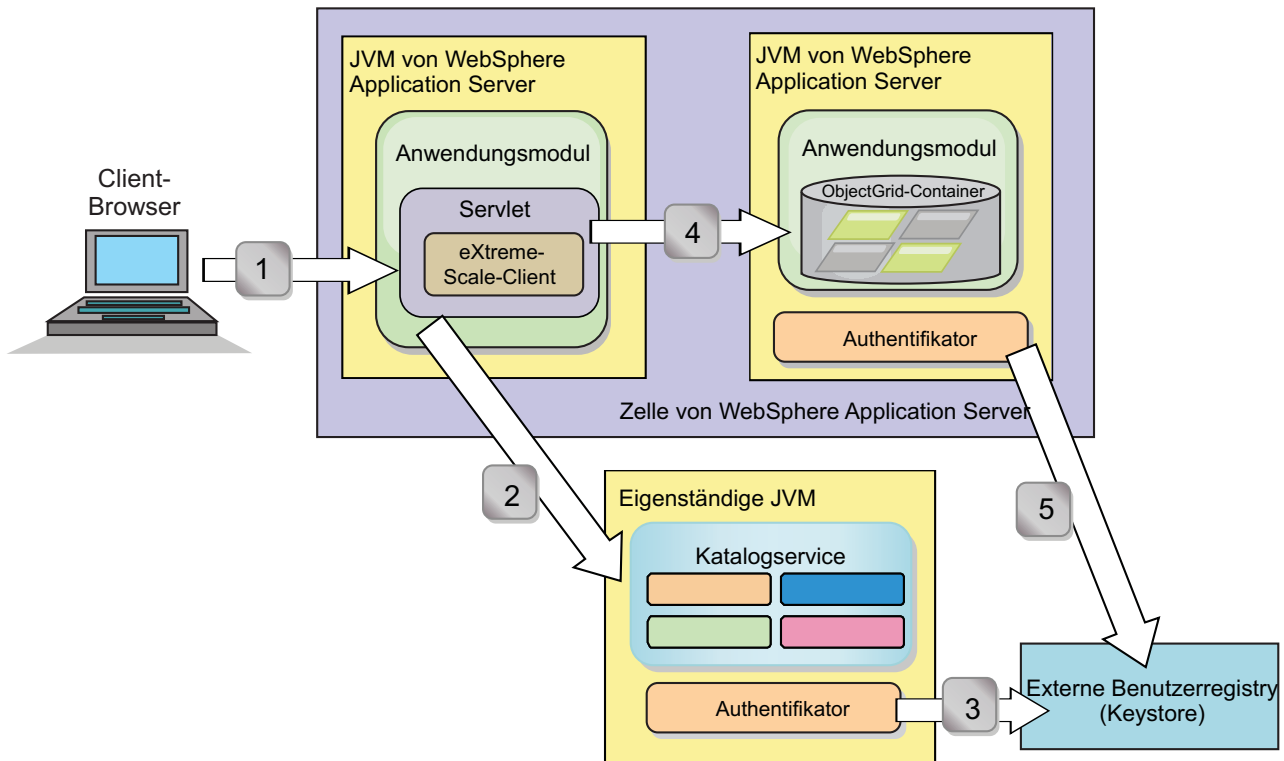 JVM von WebSphere
Application Server
Anwendungsmodul
Servlet
eXtreme-
Scale-Client
JVM von WebSphere
Application Server
Anwendungsmodul
ObjectGrid-Container
Authentifikator
Zelle von WebSphere Application Server
Client-
Browser
1
4
2
5
Eigenständige JVM
Katalogservice
Authentifikator
3
Externe Benutzerregistry
(Keystore)